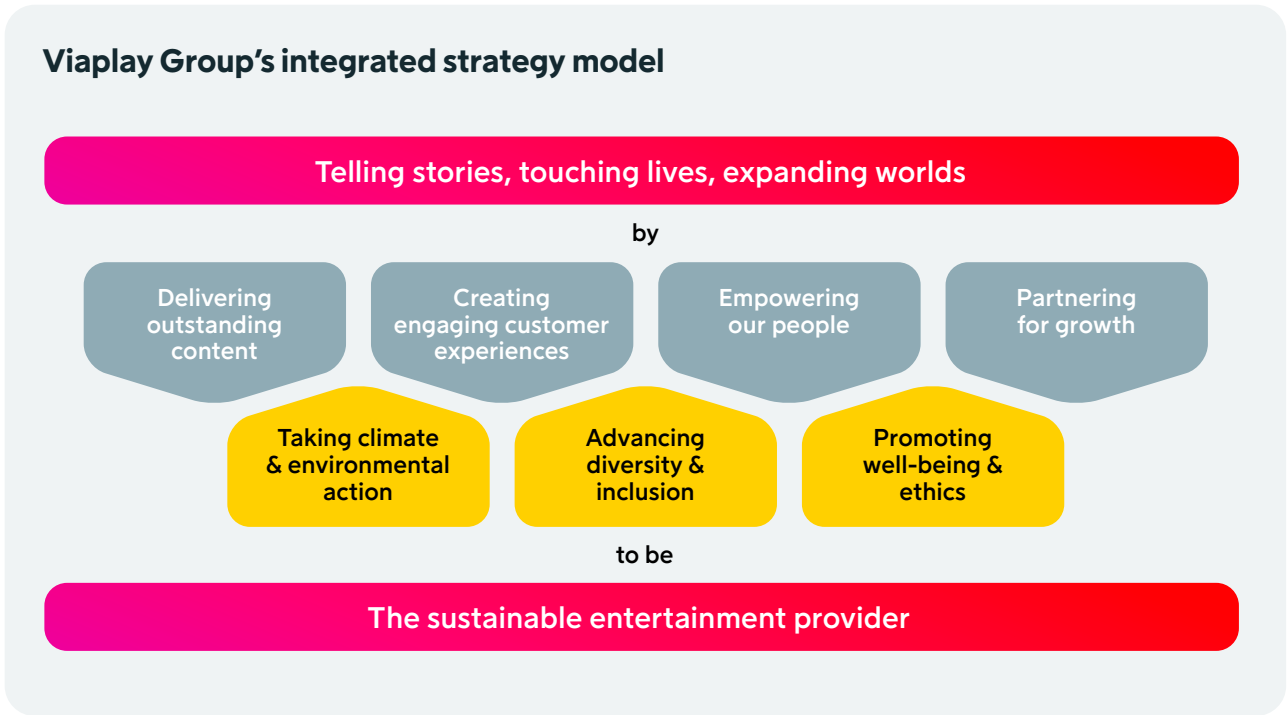 Viaplay Group’s integrated strategy model
Telling stories, touching lives, expanding worlds
by
Delivering
outstanding
content
Creating
engaging customer
experiences
Empowering
our people
Partnering
for growth
Taking climate
& environmental
action
Advancing
diversity &
inclusion
Promoting
well-being &
ethics
to be
The sustainable entertainment provider